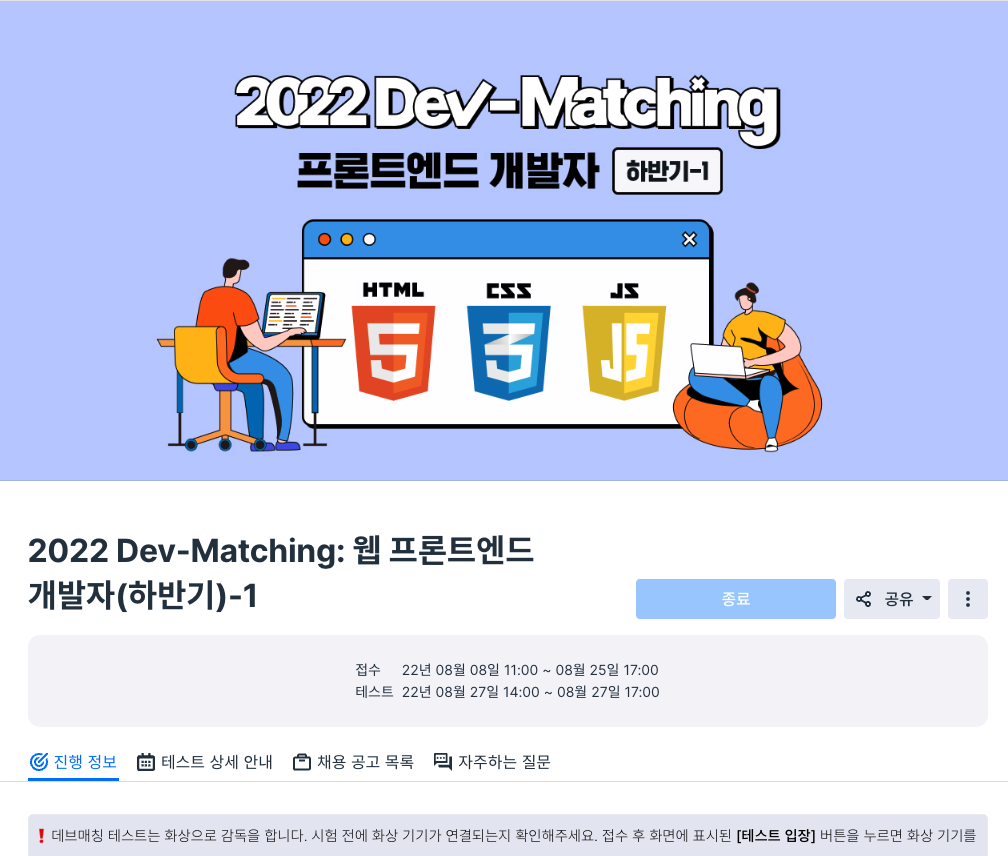 2022 Dev-Matching
프론트엔드 개발자 하반기-1
HTML CSS JS
5 3 JS
2022 Dev-Matching: 웹 프론트엔드
개발자(하반기)-1
종료 공유
접수 22년 08월 08일 11:00 ~ 08월 25일 17:00
테스트 22년 08월 27일 14:00 ~ 08월 27일 17:00
진행 정보 테스트 상세 안내 채용 공고 목록 자주하는 질문
❗ 데브매칭 테스트는 화상으로 감독을 합니다. 시험 전에 화상 기기가 연결되는지 확인해주세요. 접수 후 화면에 표시된 [테스트 입장] 버튼을 누르면 화상 기기를